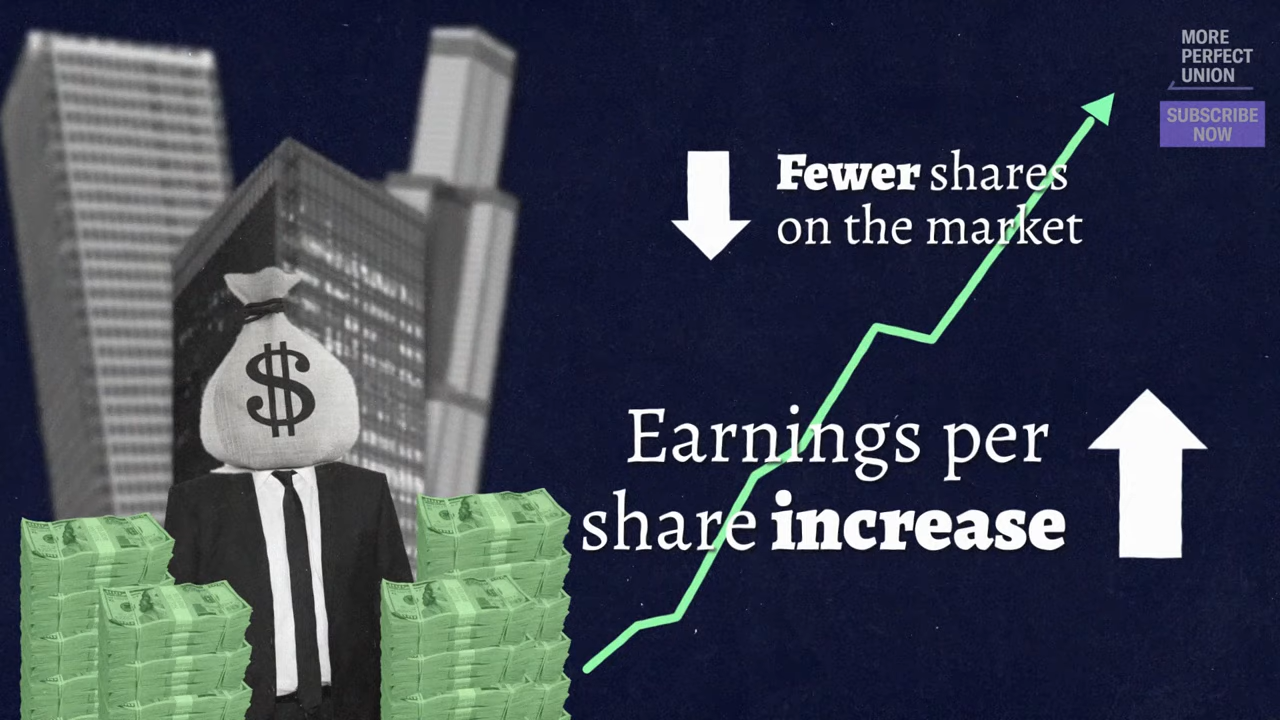 MORE
PERFECT
UNION
SUBSCRIBE
NOW
Fewer shares
on the market
Earnings per
share increase
$